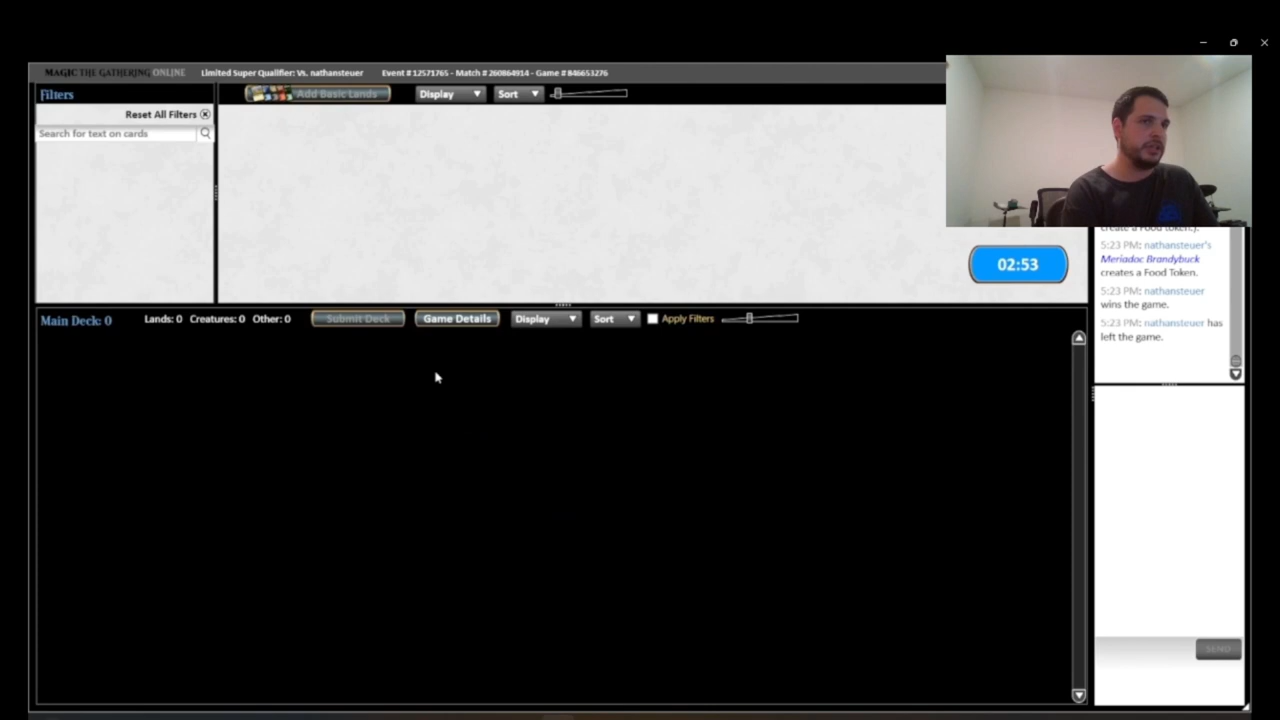 MAGIC THE GATHERING ONLINE Limited Super Qualifier: Vs. nathansteuer Event # 12571765 - Match # 260864914 - Game # 846653276
Filters
Add Basic Lands Display Sort
Reset All Filters
Search for text on cards
02:53
create a Food token.).
5:23 PM: nathansteuer's
Meriadoc Brandybuck
creates a Food Token.
5:23 PM: nathansteuer
wins the game.
5:23 PM: nathansteuer has
left the game.
Main Deck: 0 Lands: 0 Creatures: 0 Other: 0 Submit Deck Game Details Display Sort Apply Filters
SEND